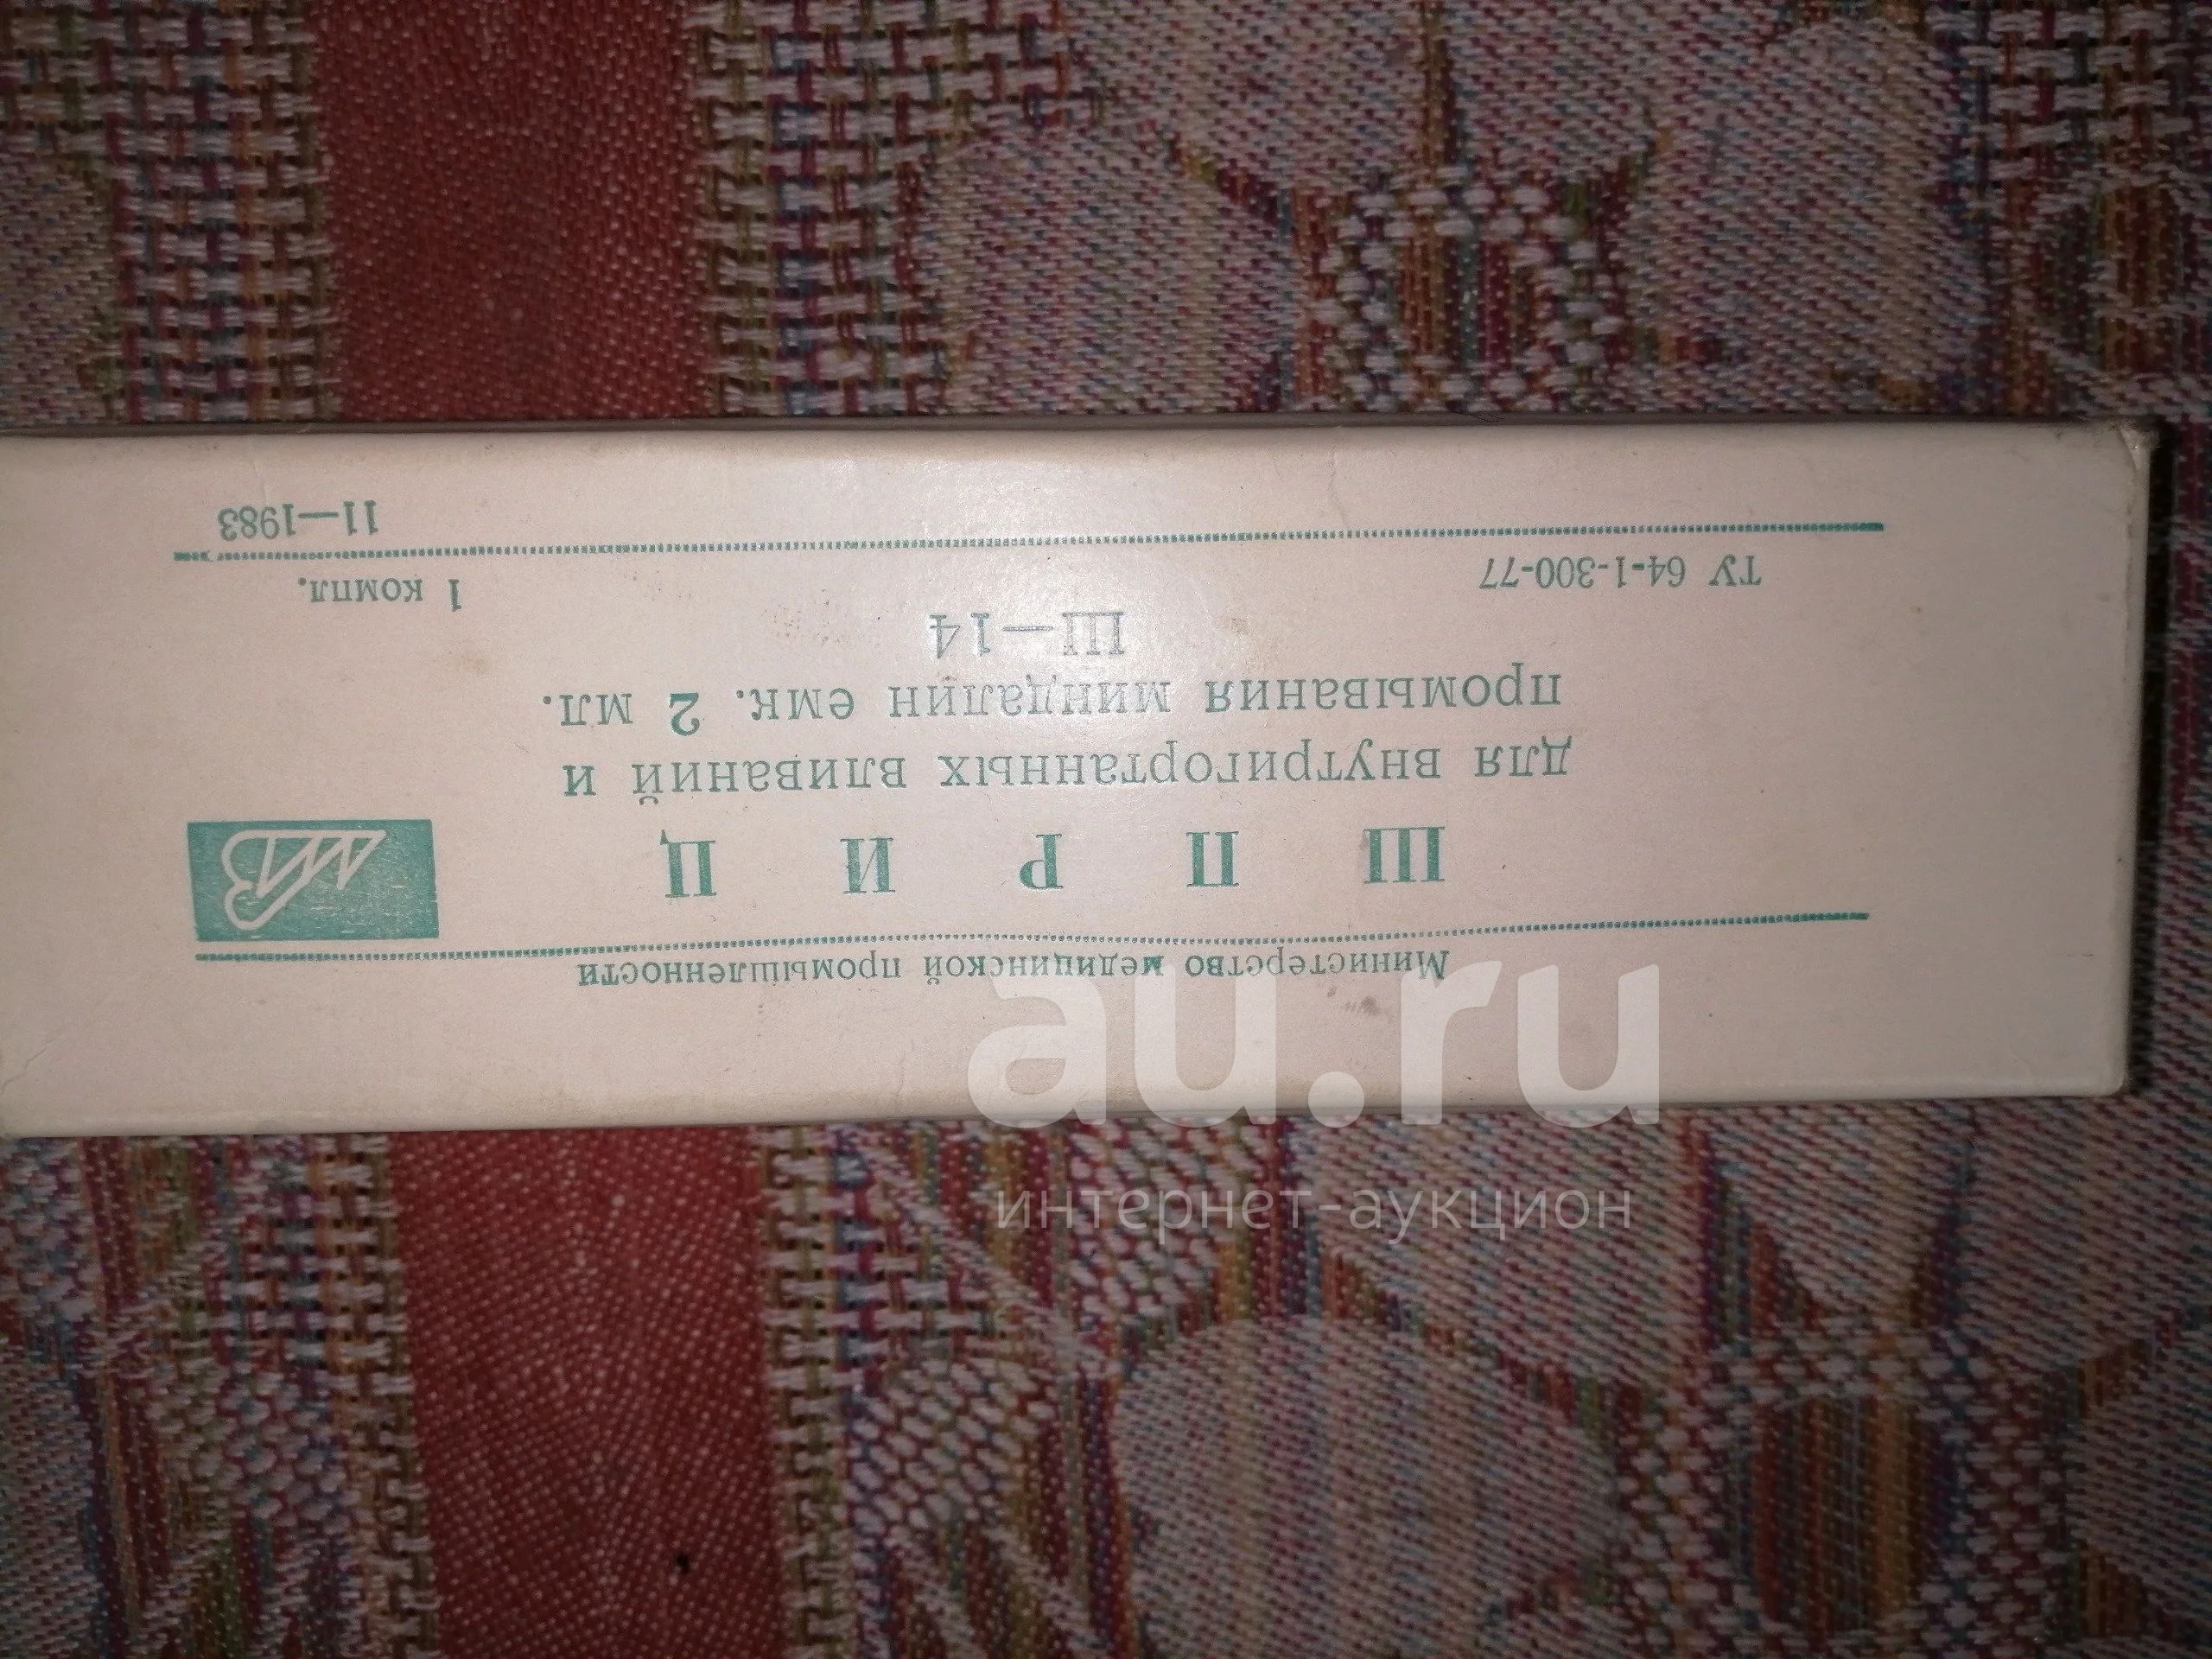 Министерство медицинской промышленности
ШПРИЦ
для внутригортанных вливаний и
промывания миндалин емк. 2 мл.
Ш—14
ТУ 64-1-300-77 1 компл.
11—1983
au.ru
интернет-аукцион